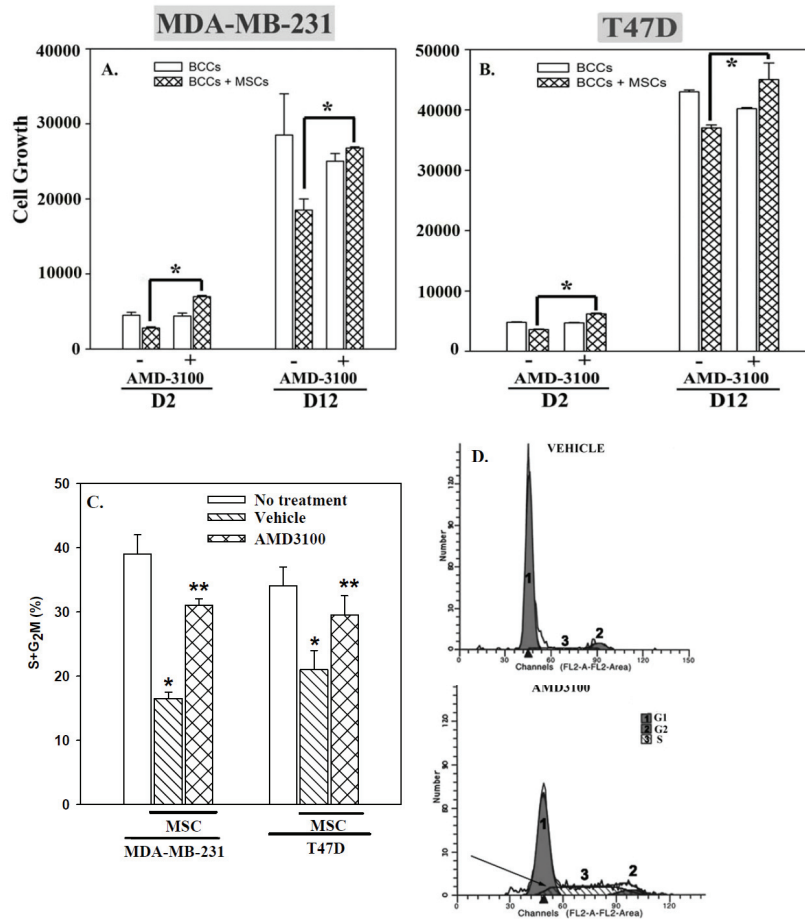 MDA-MB-231
T47D
A.
BCCs
BCCs + MSCs
Cell Growth
40000
30000
20000
10000
0
*
*
- + - +
AMD-3100 AMD-3100
D2 D12
B.
BCCs
BCCs + MSCs
50000
40000
30000
20000
10000
0
*
*
- + - +
AMD-3100 AMD-3100
D2 D12
C.
No treatment
Vehicle
AMD3100
S+G2M (%)
50
40
30
20
10
0
* ** * **
MSC MSC
MDA-MB-231 T47D
D.
VEHICLE
Number
120
90
60
30
0
1 3 2
0 30 60 90 120 150
Channels (FL2-A-FL2-Area)
AMD3100
1 G1
2 G2
3 S
Number
120
90
60
30
0
1 3 2
0 30 60 90 120
Channels (FL2-A-FL2-Area)